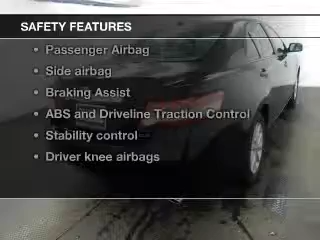 SAFETY FEATURES
• Passenger Airbag
• Side airbag
• Braking Assist
• ABS and Driveline Traction Control
• Stability control
• Driver knee airbags